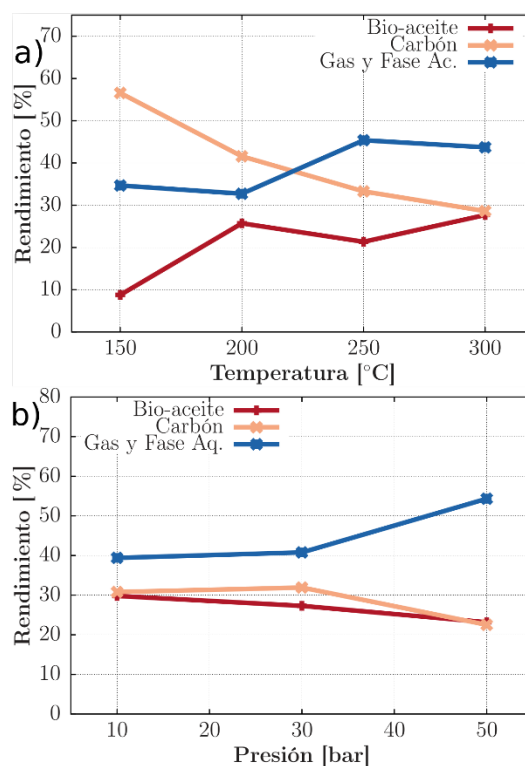 a)
Rendimiento [%]
70
60
50
40
30
20
10
0
Bio-aceite
Carbón
Gas y Fase Ac.
150 200 250 300
Temperatura [°C]
b)
Rendimiento [%]
80
70
60
50
40
30
20
10
0
Bio-aceite
Carbón
Gas y Fase Aq.
10 20 30 40 50
Presión [bar]